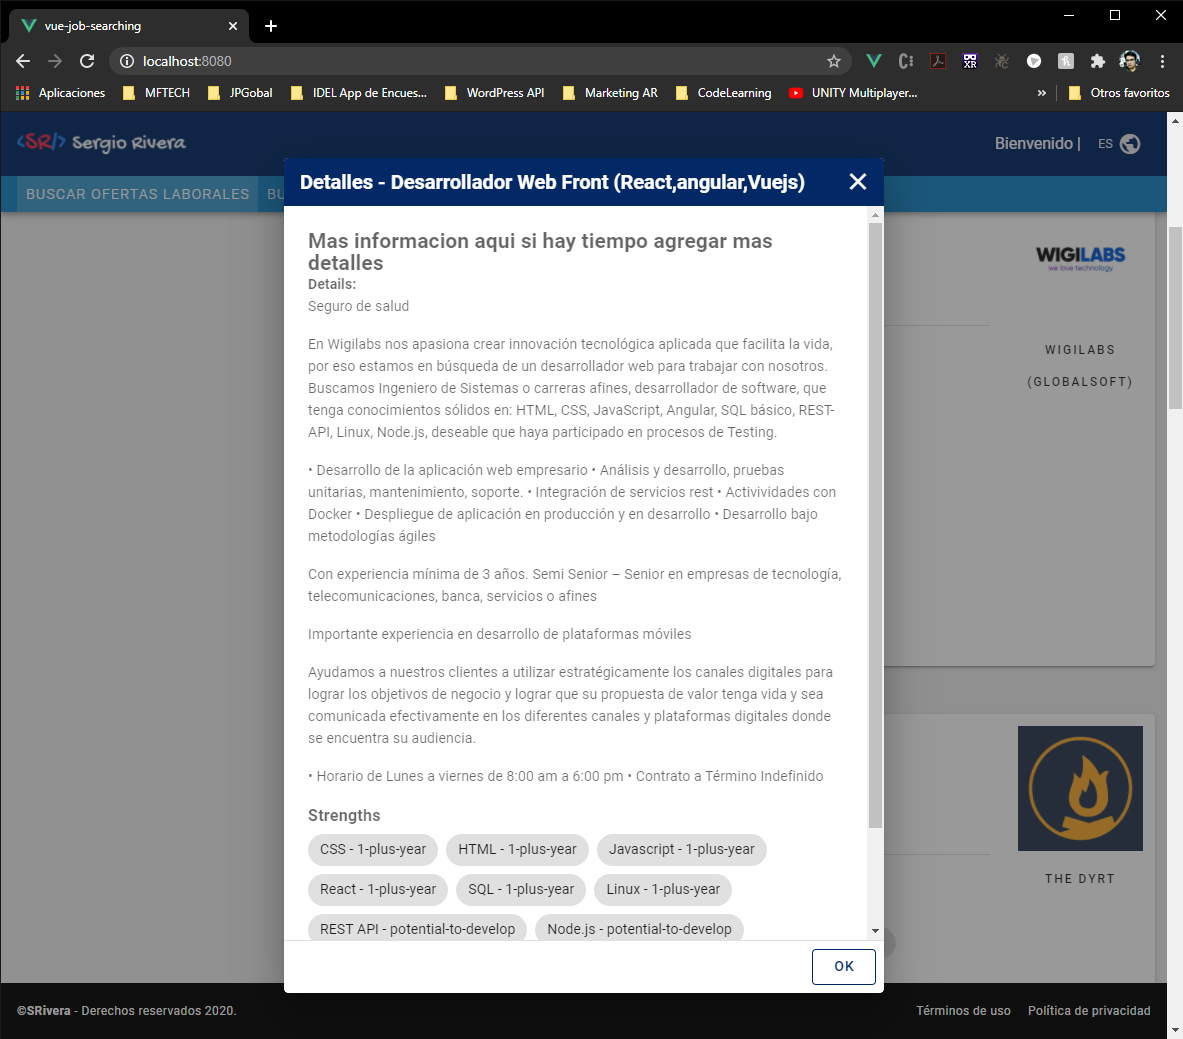 vue-job-searching
localhost:8080
Aplicaciones
MFTECH
JPGobal
IDEL App de Encues...
WordPress API
Marketing AR
CodeLearning
UNITY Multiplayer...
»
Otros favoritos
<SR/> Sergio Rivera
Bienvenido |
ES
BUSCAR OFERTAS LABORALES
BU
Detalles - Desarrollador Web Front (React,angular,Vuejs)
Mas informacion aqui si hay tiempo agregar mas
detalles
Details:
Seguro de salud
En Wigilabs nos apasiona crear innovación tecnológica aplicada que facilita la vida,
por eso estamos en búsqueda de un desarrollador web para trabajar con nosotros.
Buscamos Ingeniero de Sistemas o carreras afines, desarrollador de software, que
tenga conocimientos sólidos en: HTML, CSS, JavaScript, Angular, SQL básico, REST-
API, Linux, Node.js, deseable que haya participado en procesos de Testing.
• Desarrollo de la aplicación web empresario • Análisis y desarrollo, pruebas
unitarias, mantenimiento, soporte. • Integración de servicios rest • Activividades con
Docker • Despliegue de aplicación en producción y en desarrollo • Desarrollo bajo
metodologías ágiles
Con experiencia mínima de 3 años. Semi Senior – Senior en empresas de tecnología,
telecomunicaciones, banca, servicios o afines
Importante experiencia en desarrollo de plataformas móviles
Ayudamos a nuestros clientes a utilizar estratégicamente los canales digitales para
lograr los objetivos de negocio y lograr que su propuesta de valor tenga vida y sea
comunicada efectivamente en los diferentes canales y plataformas digitales donde
se encuentra su audiencia.
• Horario de Lunes a viernes de 8:00 am a 6:00 pm • Contrato a Término Indefinido
Strengths
CSS - 1-plus-year
HTML - 1-plus-year
Javascript - 1-plus-year
React - 1-plus-year
SQL - 1-plus-year
Linux - 1-plus-year
REST API - potential-to-develop
Node.js - potential-to-develop
OK
WIGILABS
we love technology
WIGILABS
(GLOBALSOFT)
THE DYRT
©SRivera - Derechos reservados 2020.
Términos de uso
Política de privacidad